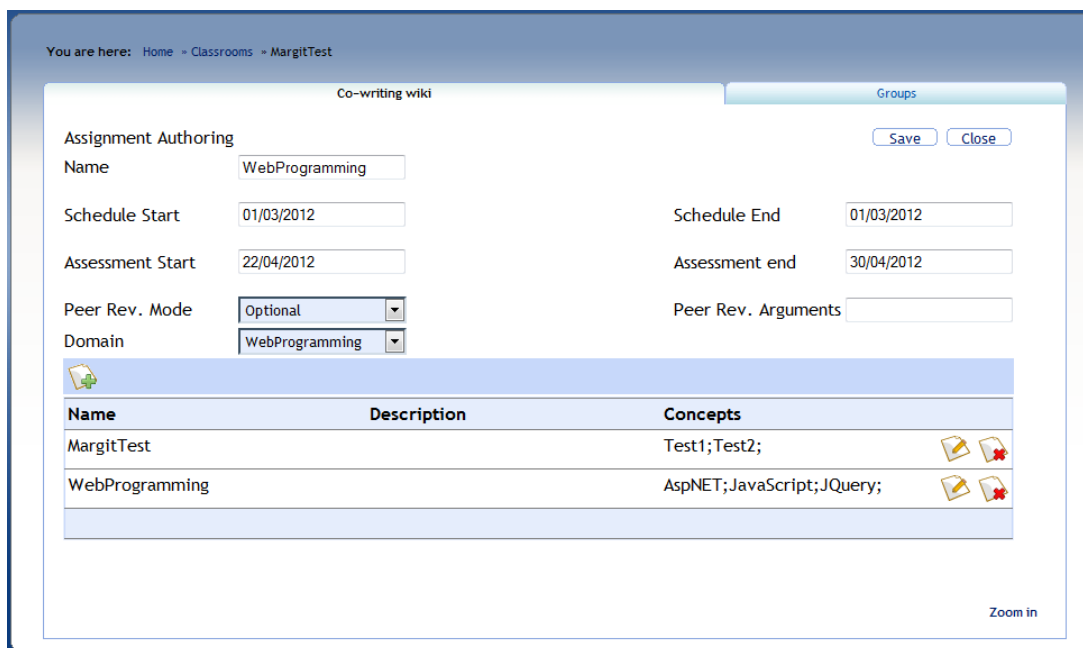 You are here: Home » Classrooms » MargitTest
Co-writing wiki Groups
Assignment Authoring Save Close
Name WebProgramming
Schedule Start 01/03/2012 Schedule End 01/03/2012
Assessment Start 22/04/2012 Assessment end 30/04/2012
Peer Rev. Mode Optional Peer Rev. Arguments
Domain WebProgramming
Name Description Concepts
MargitTest Test1;Test2;
WebProgramming AspNET;JavaScript;JQuery;
Zoom in